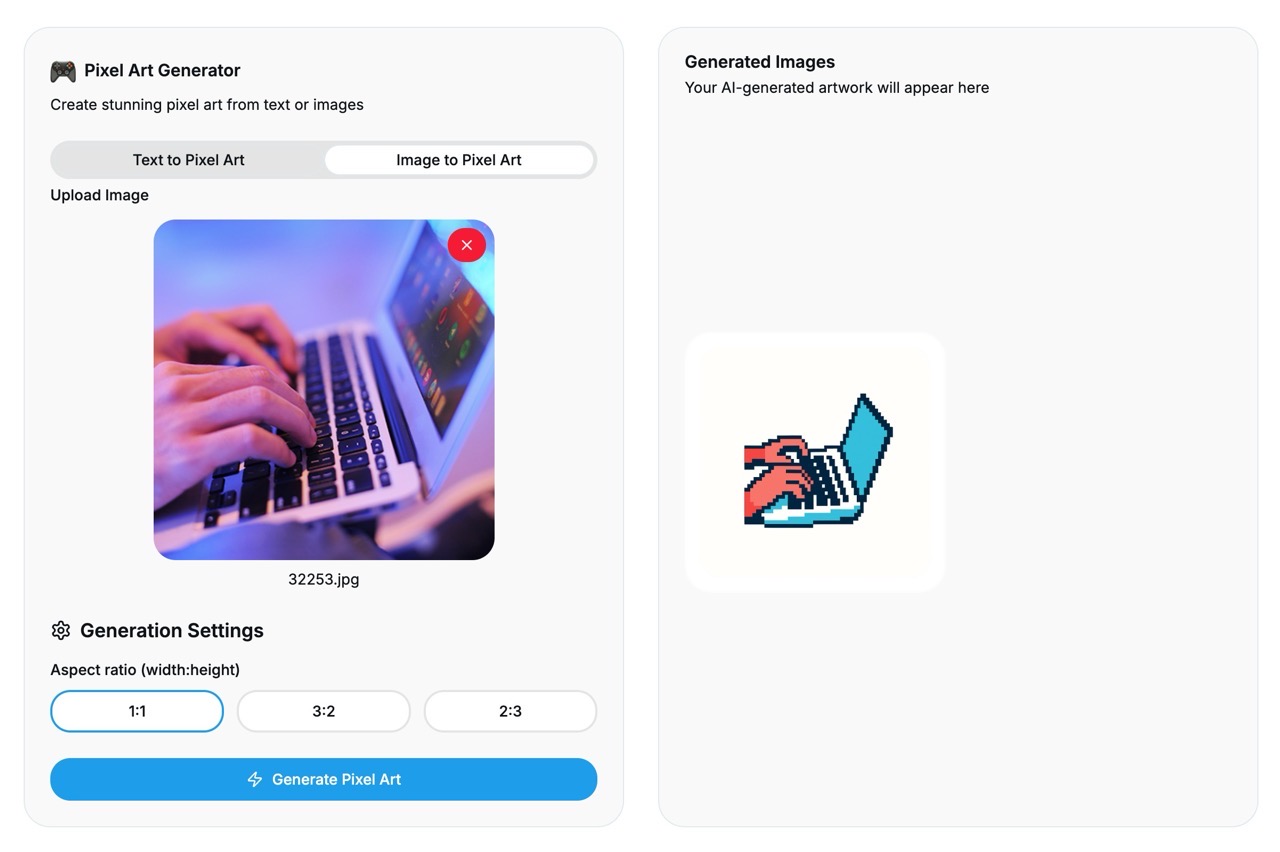 Pixel Art Generator
Create stunning pixel art from text or images
Text to Pixel Art
Image to Pixel Art
Upload Image
32253.jpg
Generation Settings
Aspect ratio (width:height)
1:1
3:2
2:3
Generate Pixel Art
Generated Images
Your AI-generated artwork will appear here